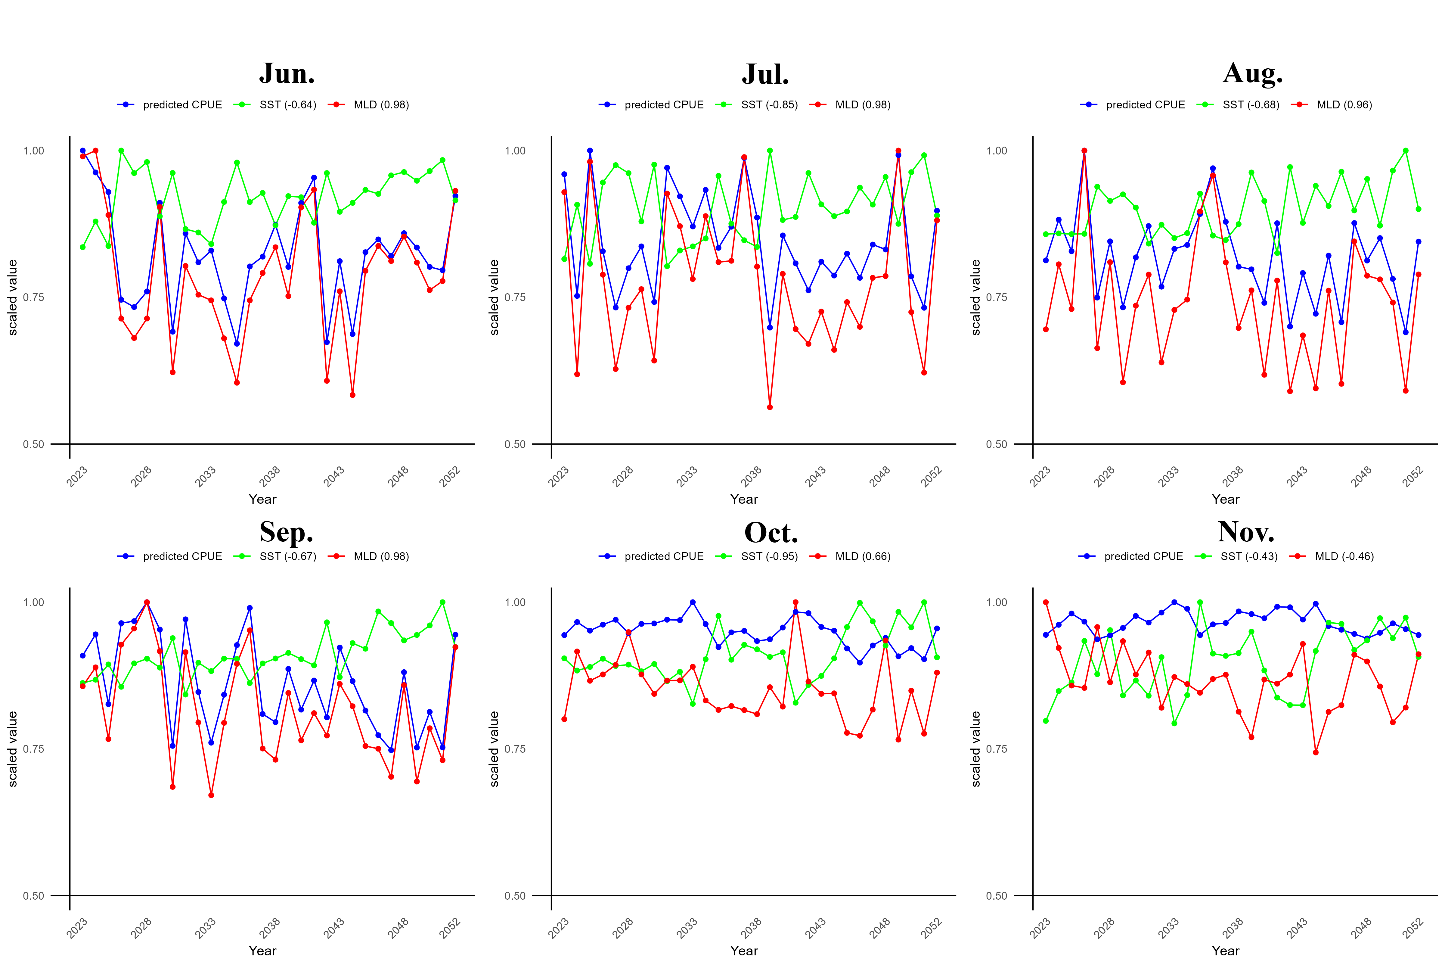 Jun. Jul. Aug.
predicted CPUE SST (-0.64) MLD (0.98) predicted CPUE SST (-0.85) MLD (0.98) predicted CPUE SST (-0.68) MLD (0.96)
1.00 1.00 1.00
scaled value scaled value scaled value
0.75 0.75 0.75
0.50 0.50 0.50
2023 2028 2033 2038 2043 2048 2052 2023 2028 2033 2038 2043 2048 2052 2023 2028 2033 2038 2043 2048 2052
Year Year Year
Sep. Oct. Nov.
predicted CPUE SST (-0.67) MLD (0.98) predicted CPUE SST (-0.95) MLD (0.66) predicted CPUE SST (-0.43) MLD (-0.46)
1.00 1.00 1.00
scaled value scaled value scaled value
0.75 0.75 0.75
0.50 0.50 0.50
2023 2028 2033 2038 2043 2048 2052 2023 2028 2033 2038 2043 2048 2052 2023 2028 2033 2038 2043 2048 2052
Year Year Year